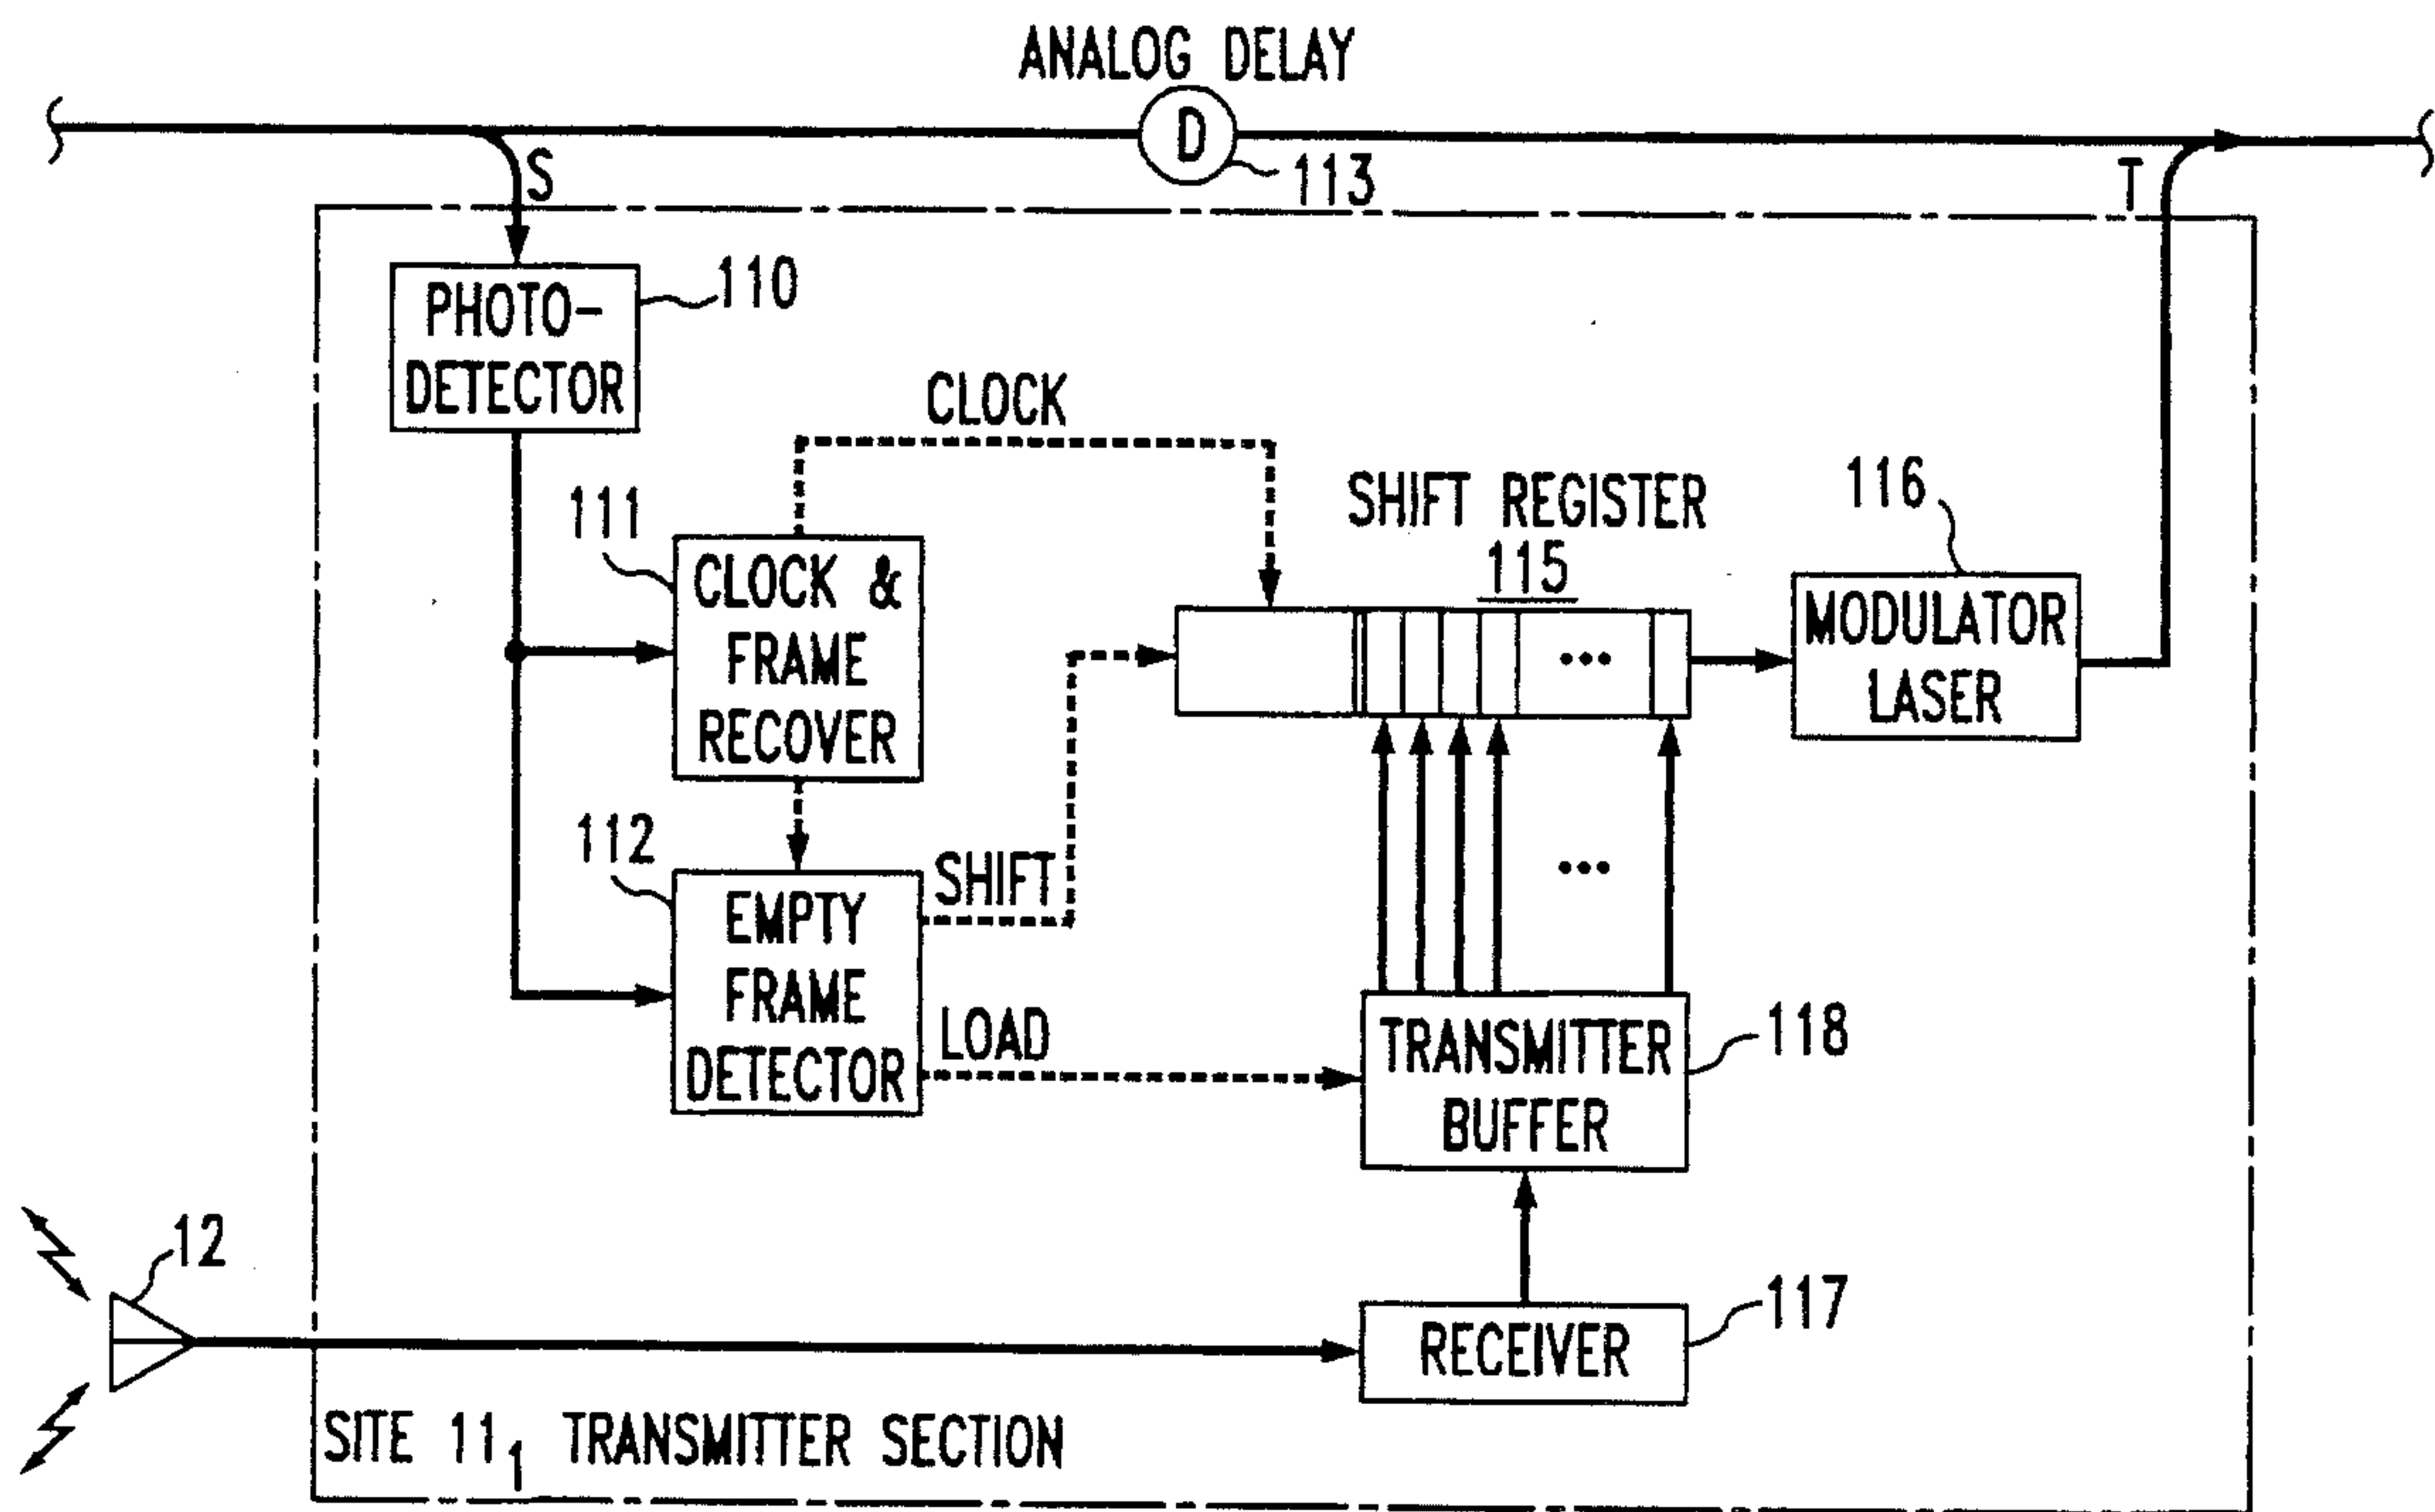 ANALOG DELAY
D
113
S
T
PHOTO-
DETECTOR
110
CLOCK
111
CLOCK &
FRAME
RECOVER
SHIFT REGISTER
115
...
116
MODULATOR
LASER
112
EMPTY
FRAME
DETECTOR
SHIFT
LOAD
...
TRANSMITTER
BUFFER
118
12
RECEIVER
117
SITE 11₁ TRANSMITTER SECTION